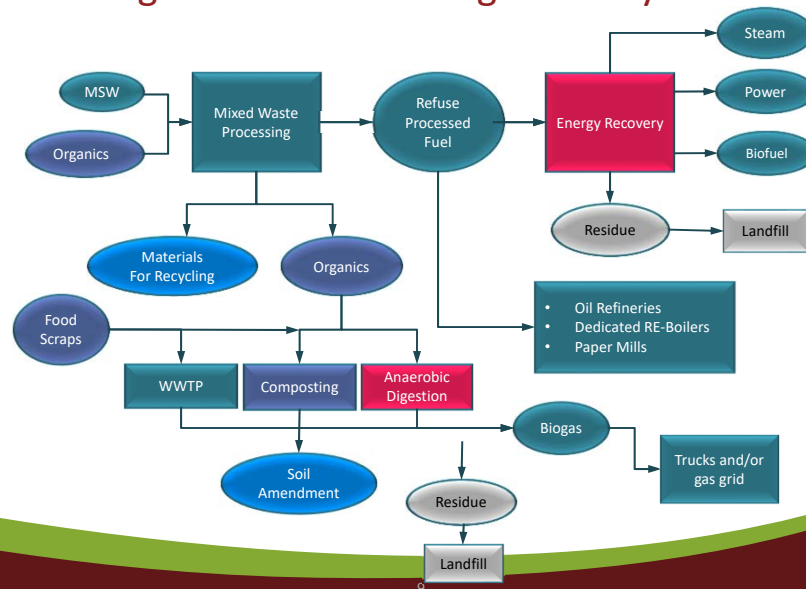 Steam
MSW
Mixed Waste
Processing
Refuse
Processed
Fuel
Energy Recovery
Power
Organics
Biofuel
Residue
Landfill
Materials
For Recycling
Organics
Food
Scraps
• Oil Refineries
• Dedicated RE-Boilers
• Paper Mills
WWTP
Composting
Anaerobic
Digestion
Biogas
Trucks and/or
gas grid
Soil
Amendment
Residue
Landfill